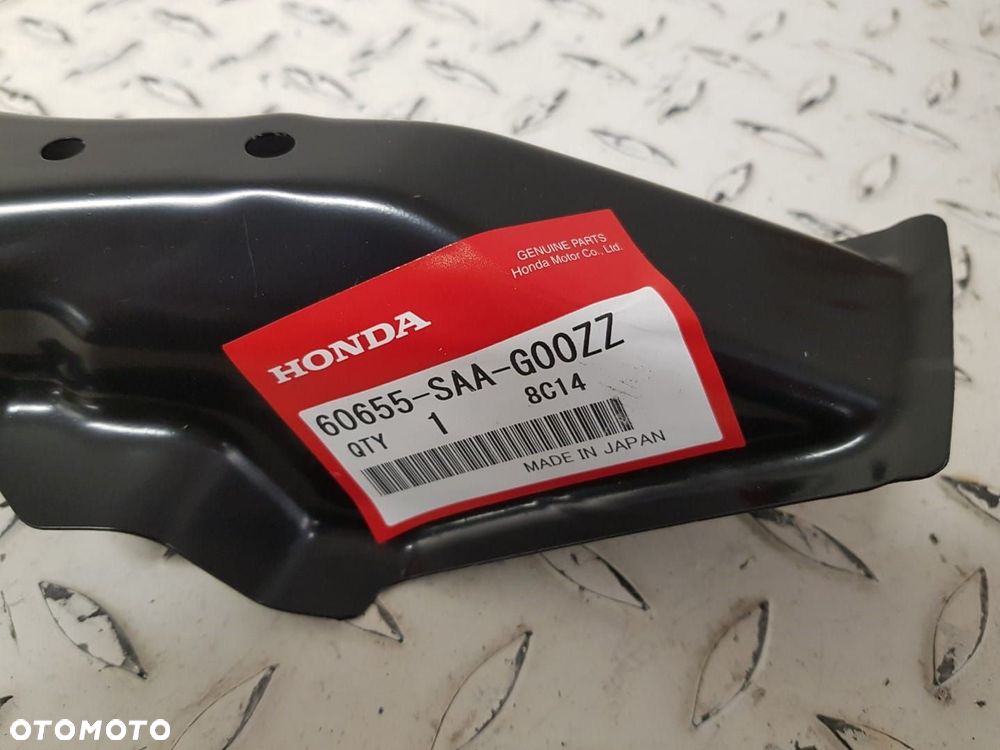 GENUINE PARTS
Honda Motor Co., Ltd.
HONDA
60655-SAA-G00ZZ
QTY 1 8C14
MADE IN JAPAN
OTOMOTO